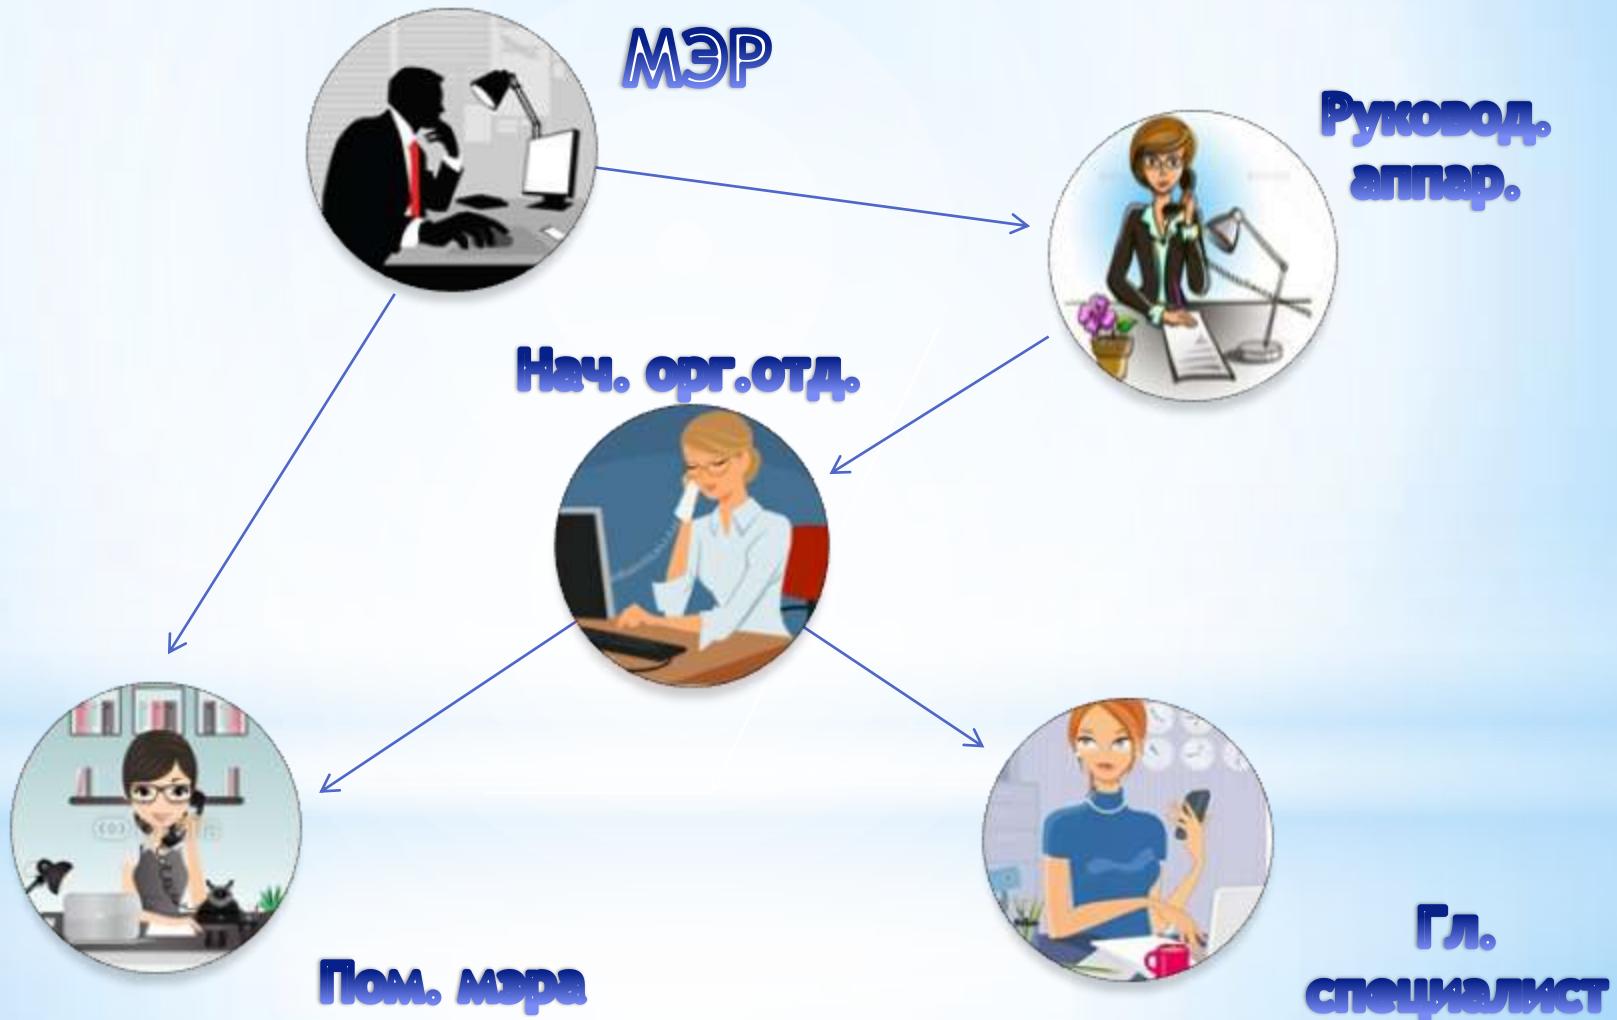 МЭР
Руковод.
аппар.
Нач. орг.отд.
Пом. мэра
Гл.
специалист